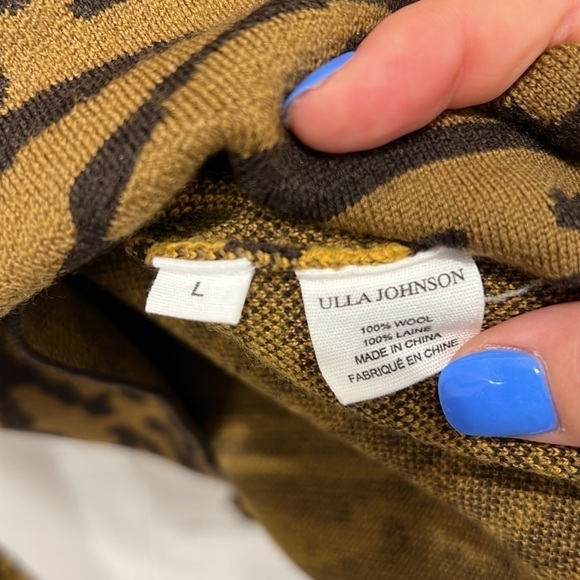 L
ULLA JOHNSON
100% WOOL
100% LAINE
MADE IN CHINA
FABRIQUÉ EN CHINE